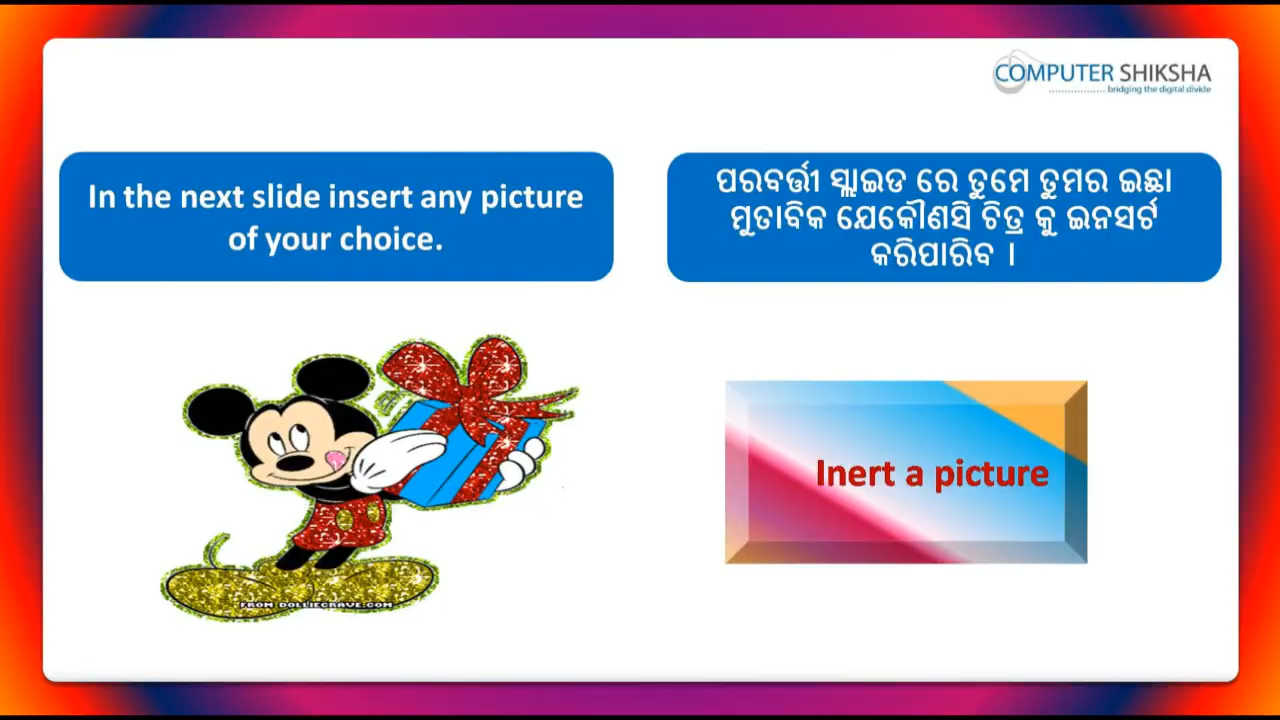 COMPUTER SHIKSHA
bridging the digital divide
In the next slide insert any picture
of your choice.
ପରବର୍ତ୍ତୀ ସ୍ଲାଇଡ ରେ ତୁମେ ତୁମର ଇଛା
ମୁତାବିକ ଯେକୌଣସି ଚିତ୍ର କୁ ଇନସର୍ଟ
କରିପାରିବ ।
Inert a picture
FROM DOLLIECRAVE.COM